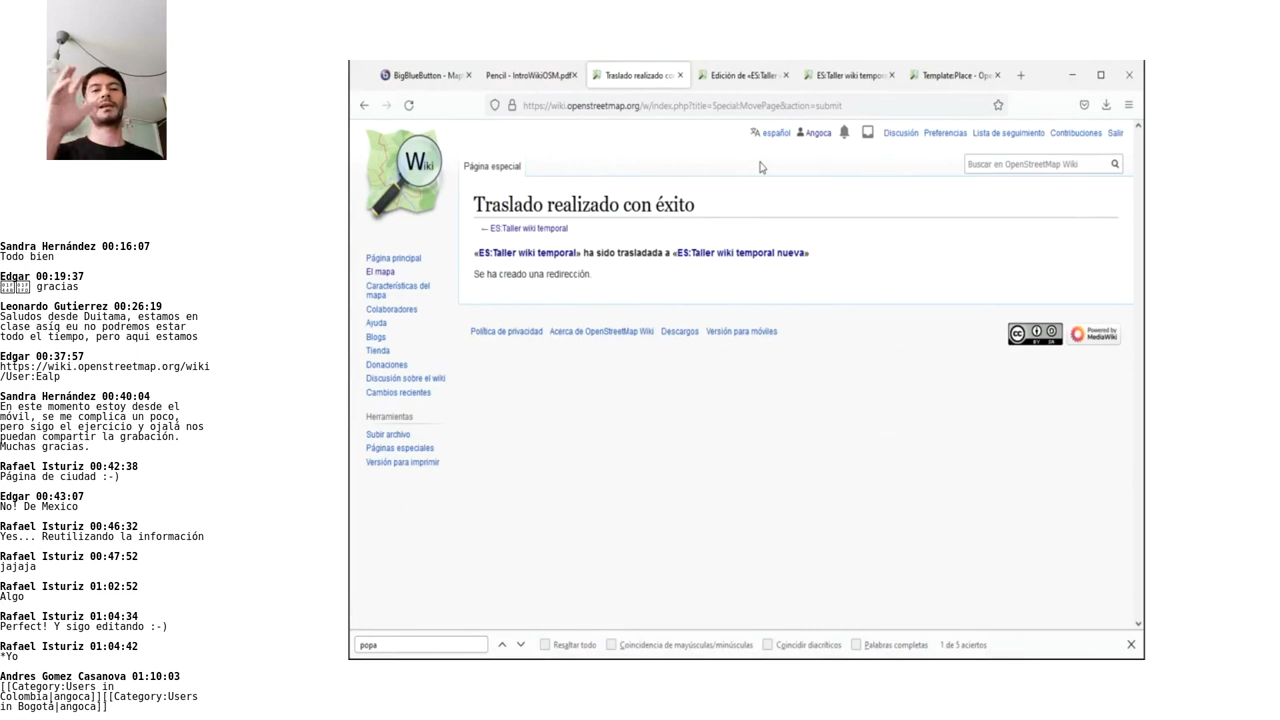 Sandra Hernández 00:16:07
Todo bien
Edgar 00:19:37
gracias
Leonardo Gutierrez 00:26:19
Saludos desde Duitama, estamos en
clase asíg eu no podremos estar
todo el tiempo, pero aqui estamos
Edgar 00:37:57
https://wiki.openstreetmap.org/wiki
/User:Ealp
Sandra Hernández 00:40:04
En este momento estoy desde el
móvil, se me complica un poco,
pero sigo el ejercicio y ojalá nos
puedan compartir la grabación.
Muchas gracias.
Rafael Isturiz 00:42:38
Página de ciudad :-)
Edgar 00:43:07
No! De Mexico
Rafael Isturiz 00:46:32
Yes... Reutilizando la información
Rafael Isturiz 00:47:52
jajaja
Rafael Isturiz 01:02:52
Algo
Rafael Isturiz 01:04:34
Perfect! Y sigo editando :-)
Rafael Isturiz 01:04:42
*Yo
Andres Gomez Casanova 01:10:03
[[Category:Users in
Colombia|angoca]][[Category:Users
in Bogotá|angoca]]
BigBlueButton - Map
Pencil - IntroWikiOSM.pdf
Traslado realizado co
Edición de «ES:Taller
ES:Taller wiki tempor
Template:Place - Ope
https://wiki.openstreetmap.org/w/index.php?title=Special:MovePage&action=submit
español Angoca Discusión Preferencias Lista de seguimiento Contribuciones Salir
Wiki
Página especial
Buscar en OpenStreetMap Wiki
Traslado realizado con éxito
← ES:Taller wiki temporal
«ES:Taller wiki temporal» ha sido trasladada a «ES:Taller wiki temporal nueva»
Se ha creado una redirección.
Página principal
El mapa
Características del
mapa
Colaboradores
Ayuda
Blogs
Tienda
Donaciones
Discusión sobre el wiki
Cambios recientes
Herramientas
Subir archivo
Páginas especiales
Versión para imprimir
Política de privacidad Acerca de OpenStreetMap Wiki Descargos Versión para móviles
cc BY SA
Powered by
MediaWiki
popa
Resaltar todo Coincidencia de mayúsculas/minúsculas Coincidir diacríticos Palabras completas 1 de 5 aciertos